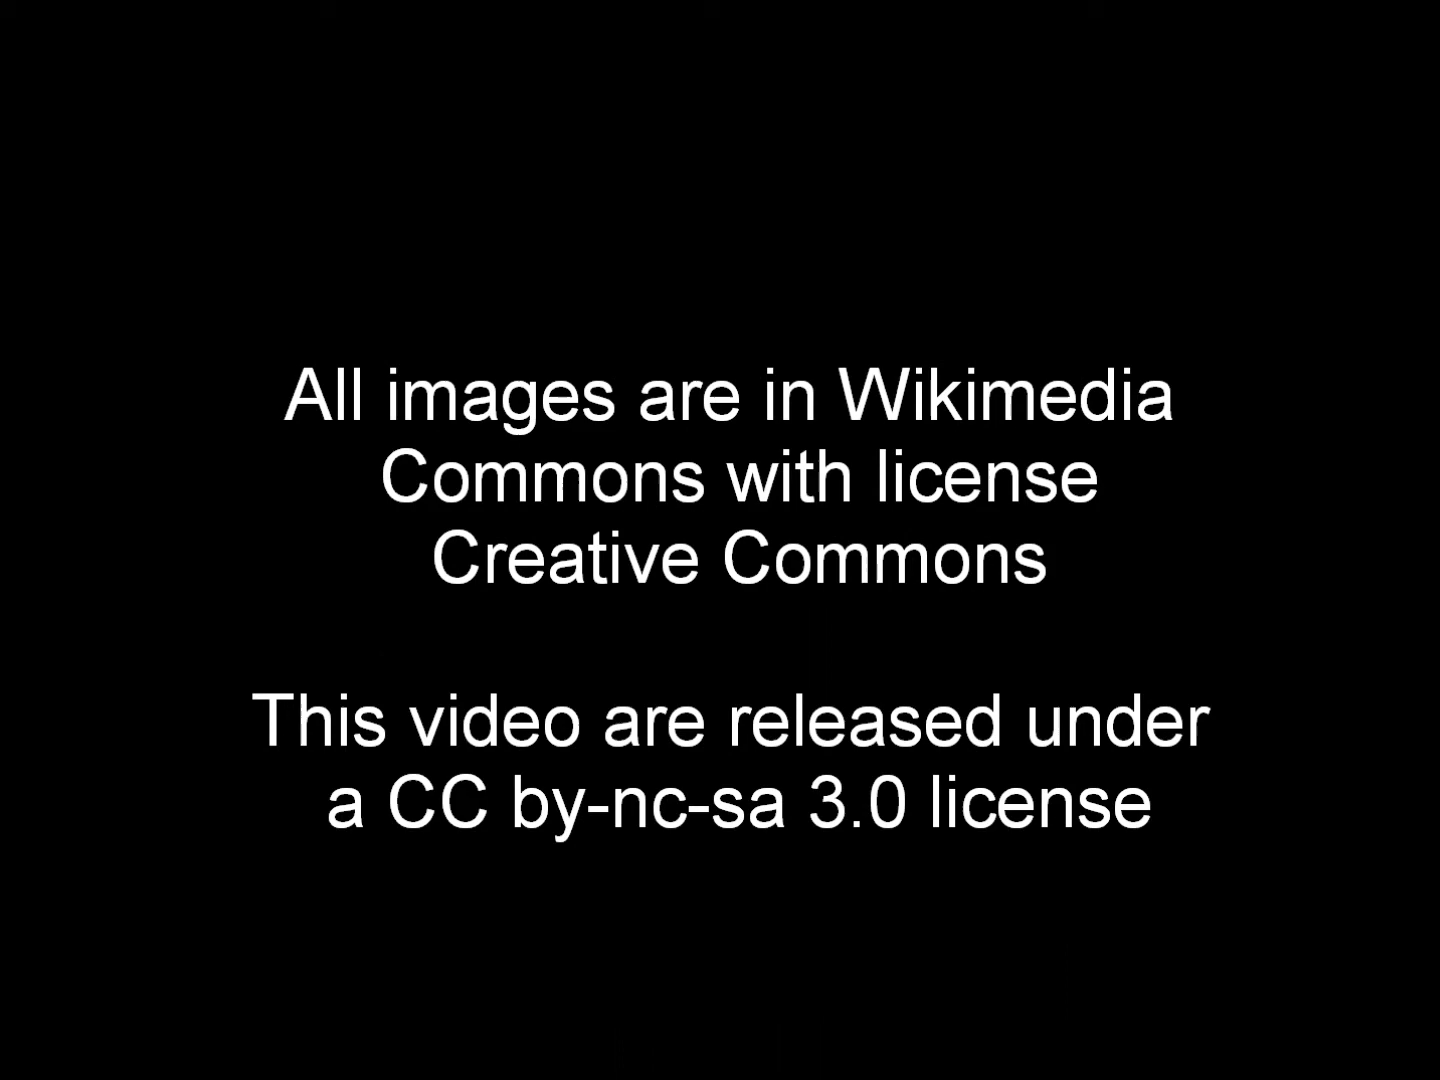 All images are in Wikimedia
Commons with license
Creative Commons
This video are released under
a CC by-nc-sa 3.0 license